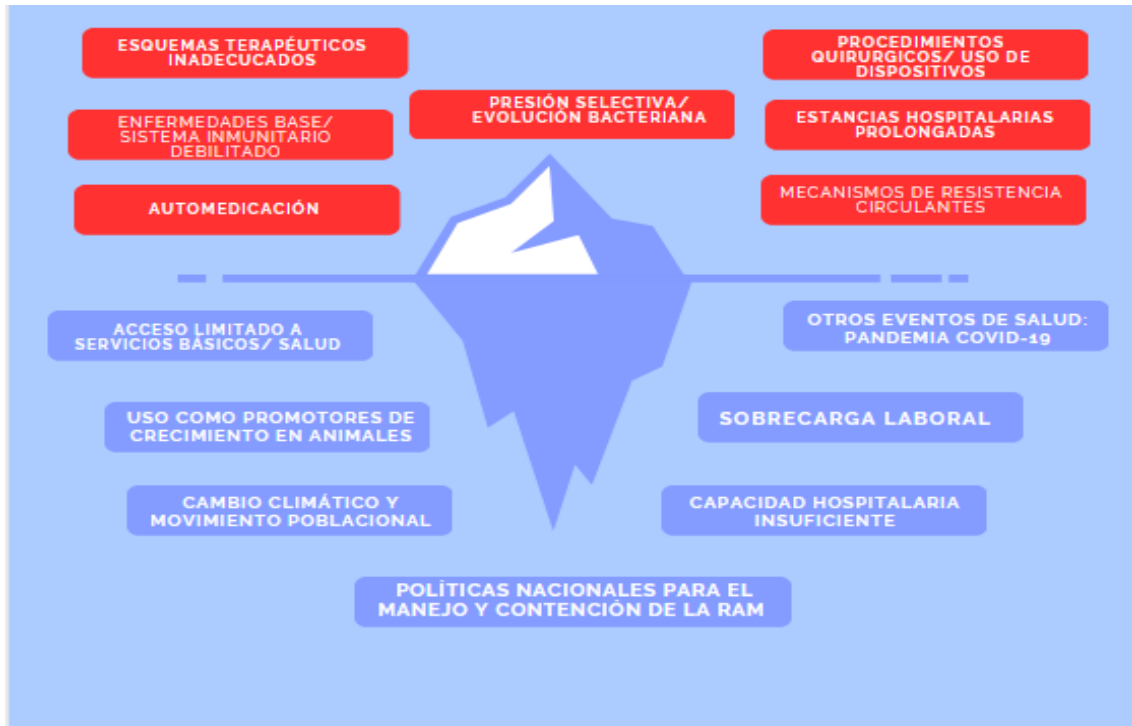 ESQUEMAS TERAPÉUTICOS
INADECUCADOS
ENFERMEDADES BASE/
SISTEMA INMUNITARIO
DEBILITADO
AUTOMEDICACIÓN
PRESIÓN SELECTIVA/
EVOLUCIÓN BACTERIANA
PROCEDIMIENTOS
QUIRURGICOS/ USO DE
DISPOSITIVOS
ESTANCIAS HOSPITALARIAS
PROLONGADAS
MECANISMOS DE RESISTENCIA
CIRCULANTES
ACCESO LIMITADO A
SERVICIOS BÁSICOS/ SALUD
OTROS EVENTOS DE SALUD:
PANDEMIA COVID-19
USO COMO PROMOTORES DE
CRECIMIENTO EN ANIMALES
SOBRECARGA LABORAL
CAMBIO CLIMÁTICO Y
MOVIMIENTO POBLACIONAL
CAPACIDAD HOSPITALARIA
INSUFICIENTE
POLÍTICAS NACIONALES PARA EL
MANEJO Y CONTENCIÓN DE LA RAM